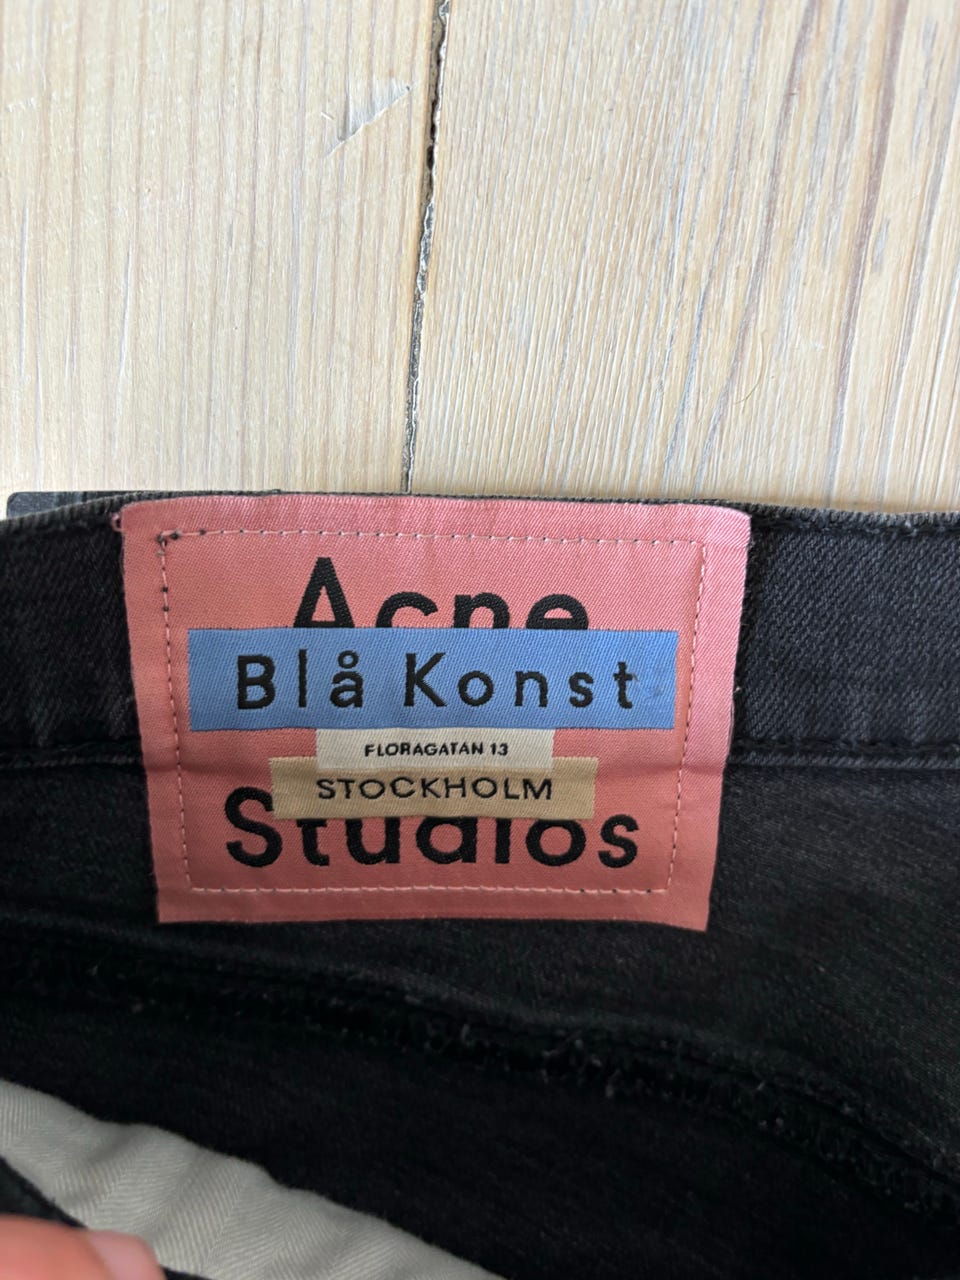 Acne
Blå Konst
FLORAGATAN 13
STOCKHOLM
Studios